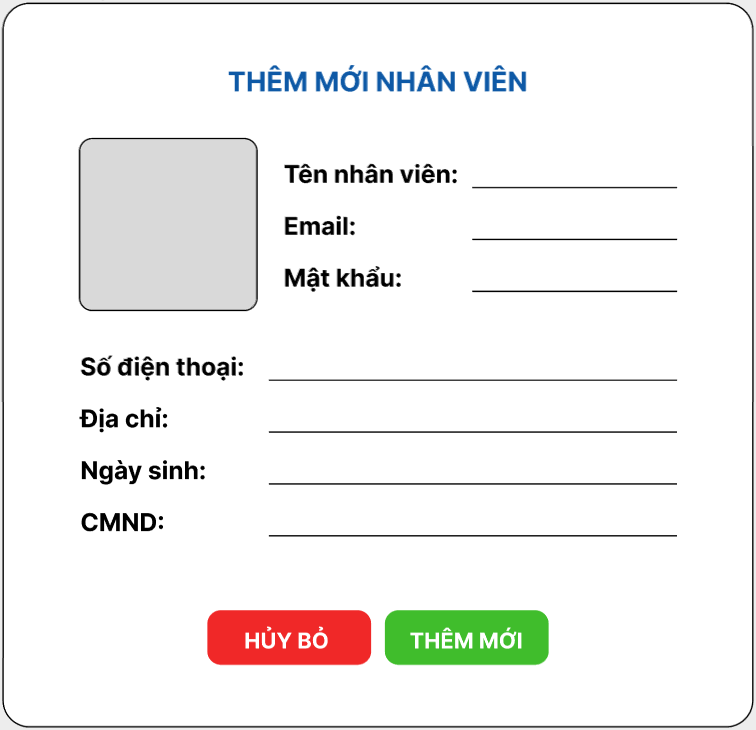 THÊM MỚI NHÂN VIÊN
Tên nhân viên:
Email:
Mật khẩu:
Số điện thoại:
Địa chỉ:
Ngày sinh:
CMND:
HỦY BỎ
THÊM MỚI